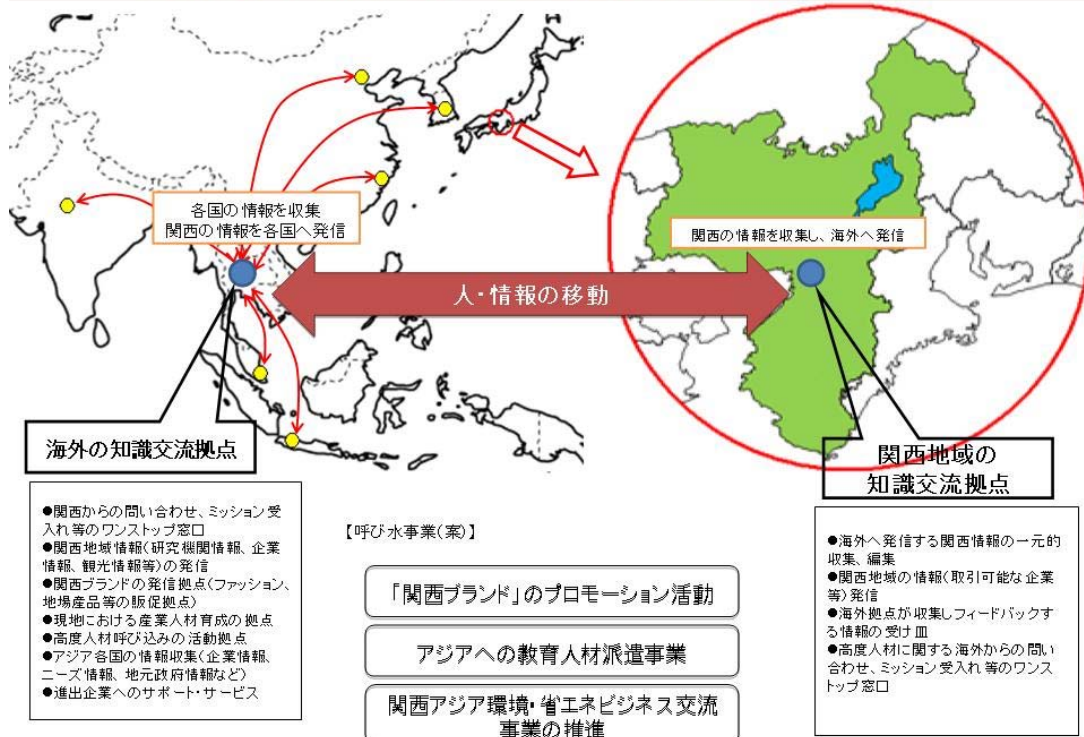 各国の情報を収集
関西の情報を各国へ発信
関西の情報を収集し、海外へ発信
人・情報の移動
海外の知識交流拠点
関西地域の
知識交流拠点
●関西からの問い合わせ、ミッション受
入れ等のワンストップ窓口
●関西地域情報(研究機関情報、企業
情報、観光情報等)の発信
●関西ブランドの発信拠点(ファッション、
地場産品等の販促拠点)
●現地における産業人材育成の拠点
●高度人材呼び込みの活動拠点
●アジア各国の情報収集(企業情報、
ニーズ情報、地元政府情報など)
●進出企業へのサポート・サービス
【呼び水事業(案)】
「関西ブランド」のプロモーション活動
アジアへの教育人材派遣事業
関西アジア環境・省エネビジネス交流
事業の推進
●海外へ発信する関西情報の一元的
収集、編集
●関西地域の情報(取引可能な企業
等)発信
●海外拠点が収集しフィードバックす
る情報の受け皿
●高度人材に関する海外からの問い
合わせ、ミッション受入れ等のワンス
トップ窓口